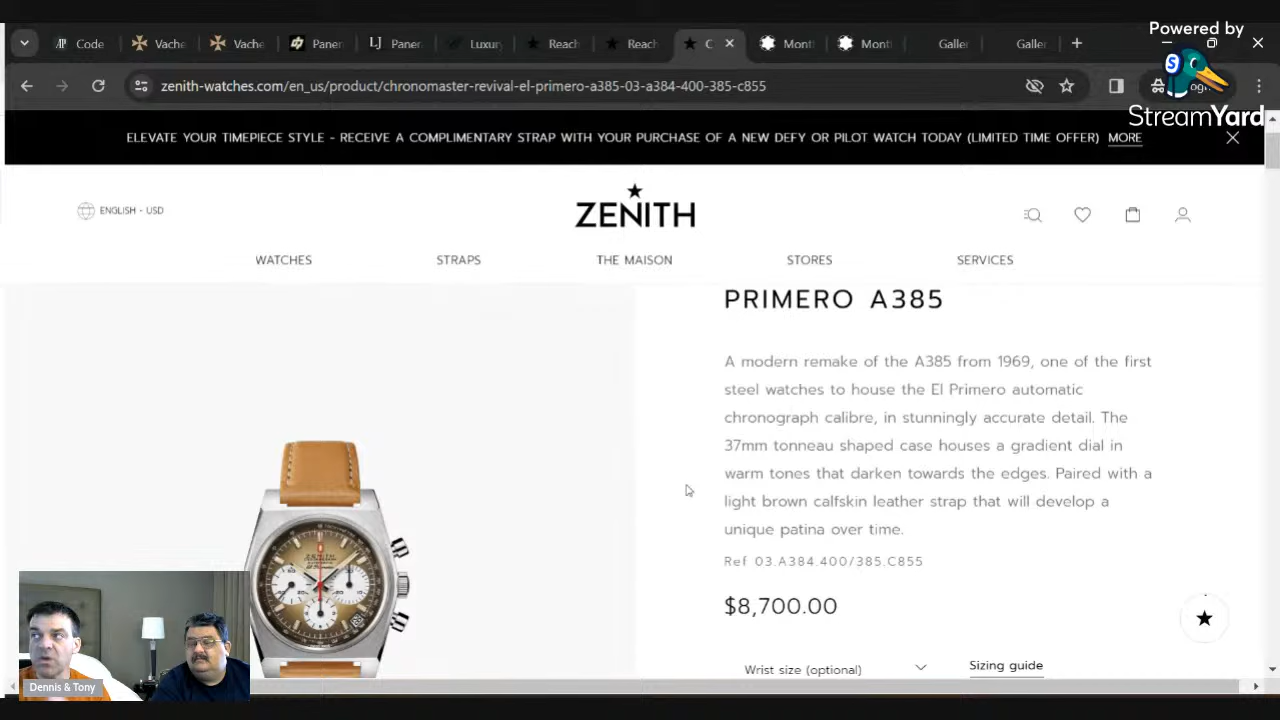 Powered by
StreamYard
Code
Vache
Vache
Paner
Paner
Luxury
Reach
Reach
C
Monti
Monti
Galler
Galler
zenith-watches.com/en_us/product/chronomaster-revival-el-primero-a385-03-a384-400-385-c855
ELEVATE YOUR TIMEPIECE STYLE - RECEIVE A COMPLIMENTARY STRAP WITH YOUR PURCHASE OF A NEW DEFY OR PILOT WATCH TODAY (LIMITED TIME OFFER) MORE
ENGLISH - USD
ZENITH
WATCHES STRAPS THE MAISON STORES SERVICES
PRIMERO A385
A modern remake of the A385 from 1969, one of the first
steel watches to house the El Primero automatic
chronograph calibre, in stunningly accurate detail. The
37mm tonneau shaped case houses a gradient dial in
warm tones that darken towards the edges. Paired with a
light brown calfskin leather strap that will develop a
unique patina over time.
Ref 03.A384.400/385.C855
$8,700.00
Wrist size (optional) Sizing guide
ZENITH
Dennis & Tony